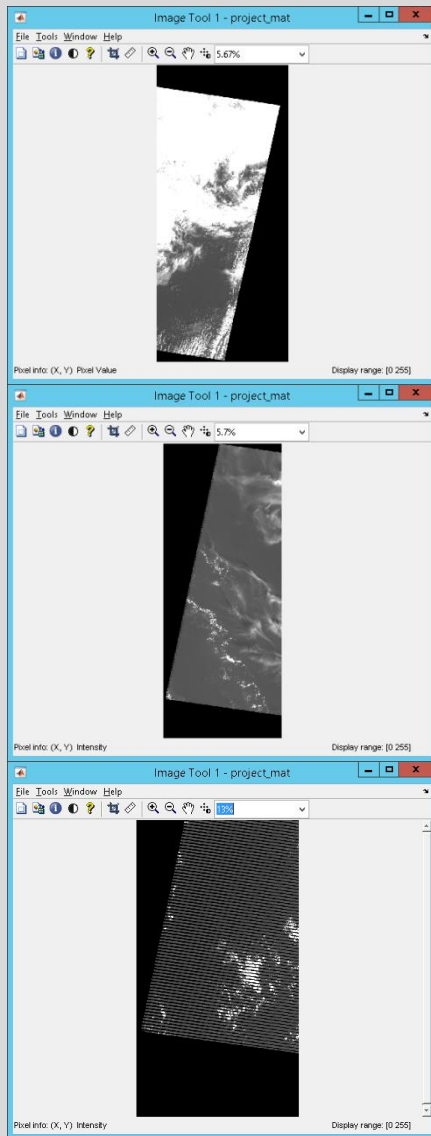 Image Tool 1 - project_mat
File Tools Window Help
5.67%
Pixel info: (X, Y) Pixel Value
Display range: [0 255]
Image Tool 1 - project_mat
File Tools Window Help
5.7%
Pixel info: (X, Y) Intensity
Display range: [0 255]
Image Tool 1 - project_mat
File Tools Window Help
13%
Pixel info: (X, Y) Intensity
Display range: [0 255]